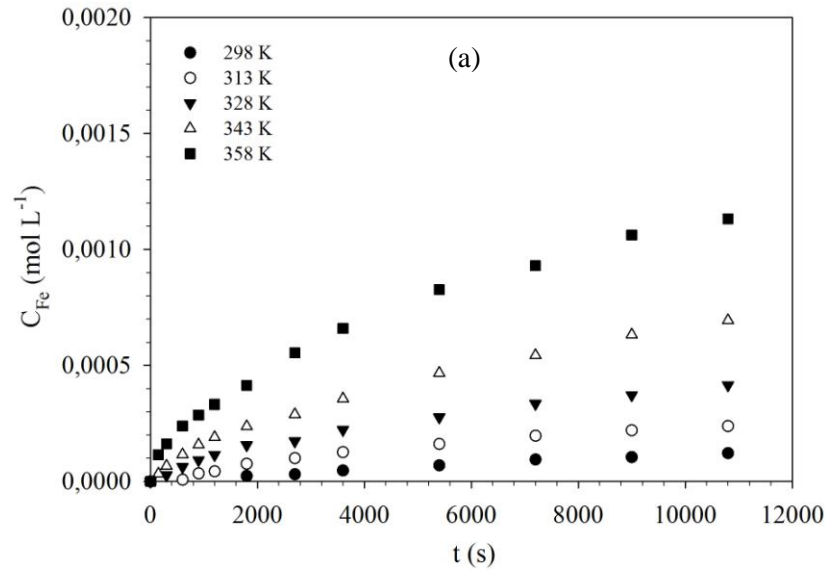 0,0020
298 K
(a)
313 K
328 K
0,0015
343 K
358 K
C_Fe (mol L⁻¹)
0,0010
0,0005
0,0000
0 2000 4000 6000 8000 10000 12000
t (s)